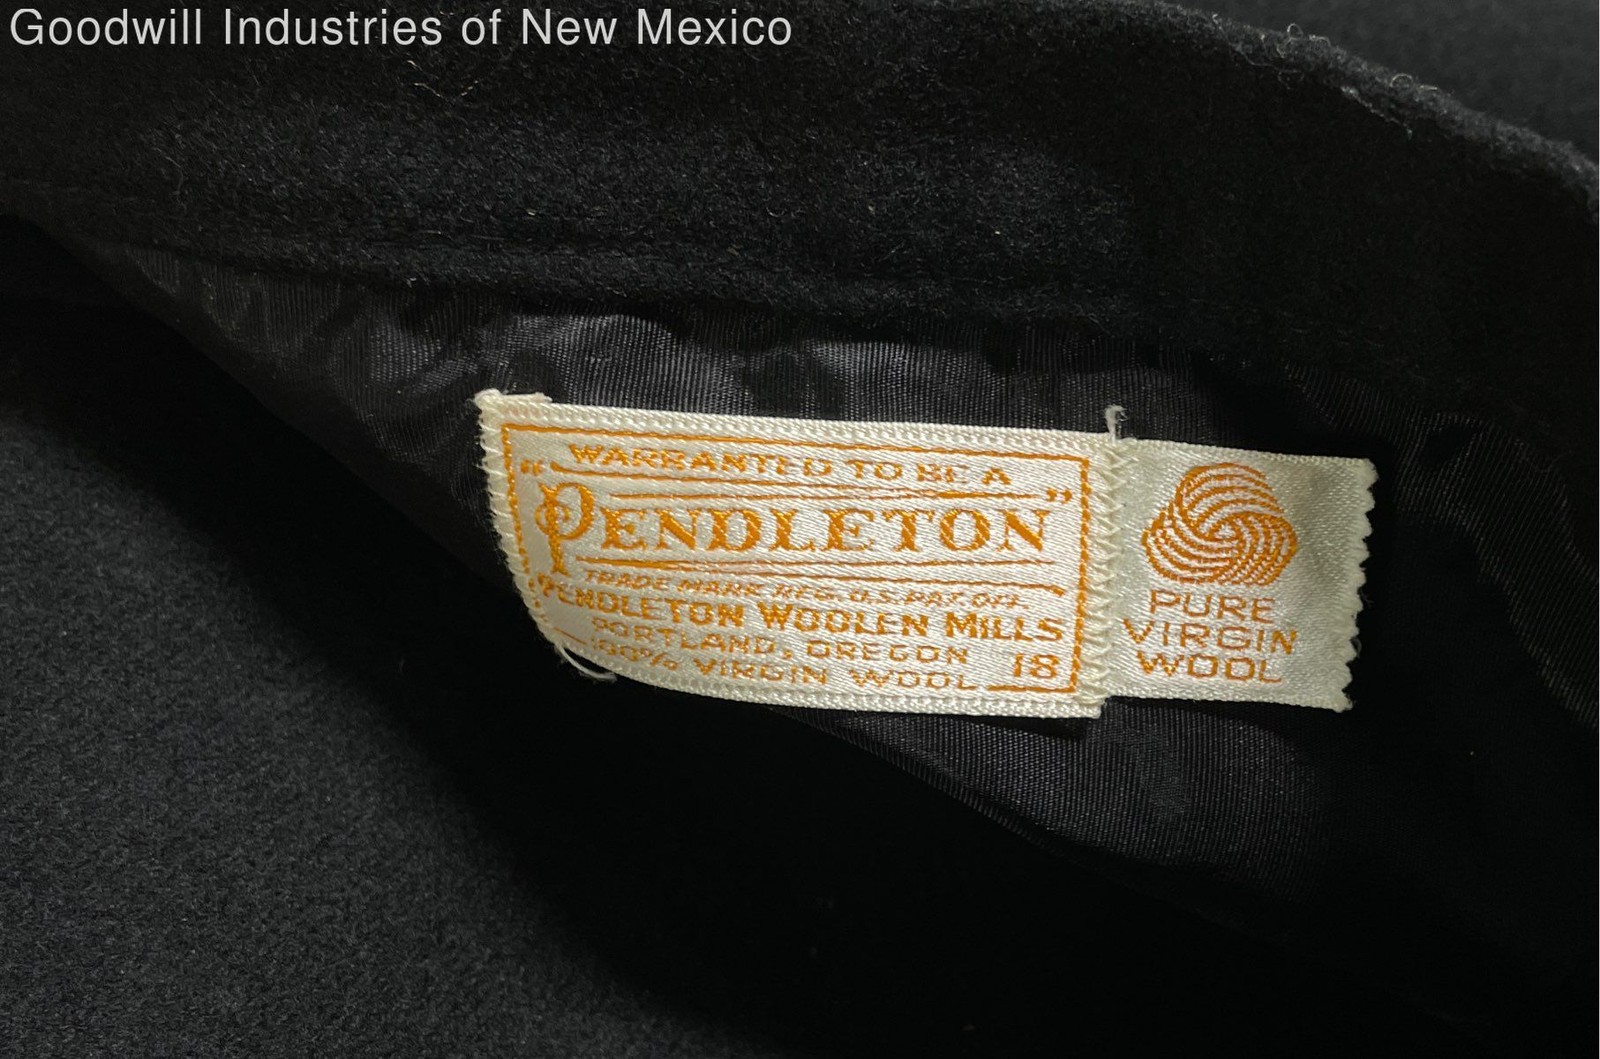 Goodwill Industries of New Mexico
WARRANTED TO BE A
"PENDLETON"
TRADE MARK REG. U.S. PAT. OFF.
PENDLETON WOOLEN MILLS
PORTLAND, OREGON
100% VIRGIN WOOL 18
PURE
VIRGIN
WOOL